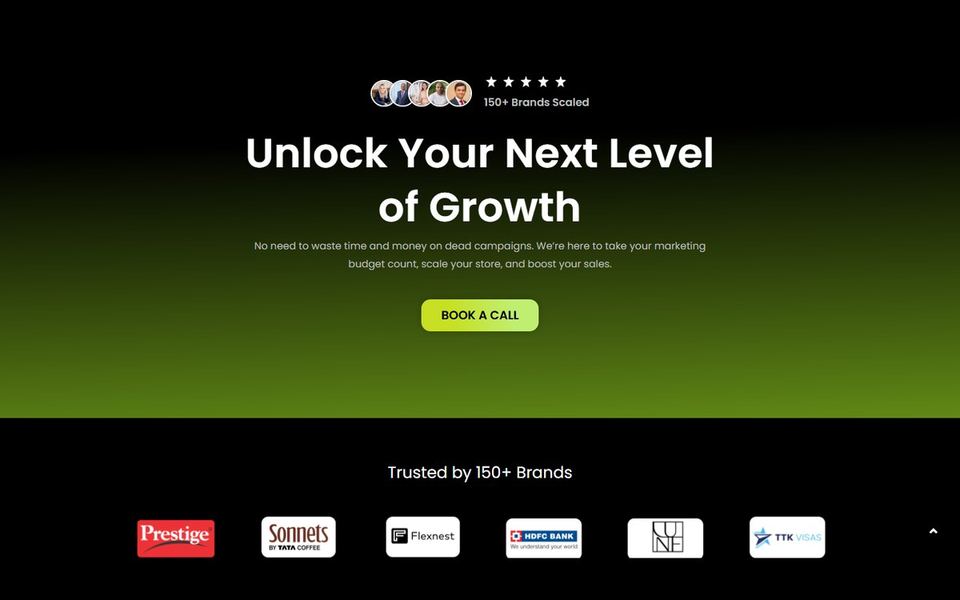 150+ Brands Scaled
Unlock Your Next Level
of Growth
No need to waste time and money on dead campaigns. We're here to take your marketing
budget count, scale your store, and boost your sales.
BOOK A CALL
Trusted by 150+ Brands
Prestige
Sonnets
BY TATA COFFEE
Flexnest
HDFC BANK
We understand your world
LUNE
TTK VISAS